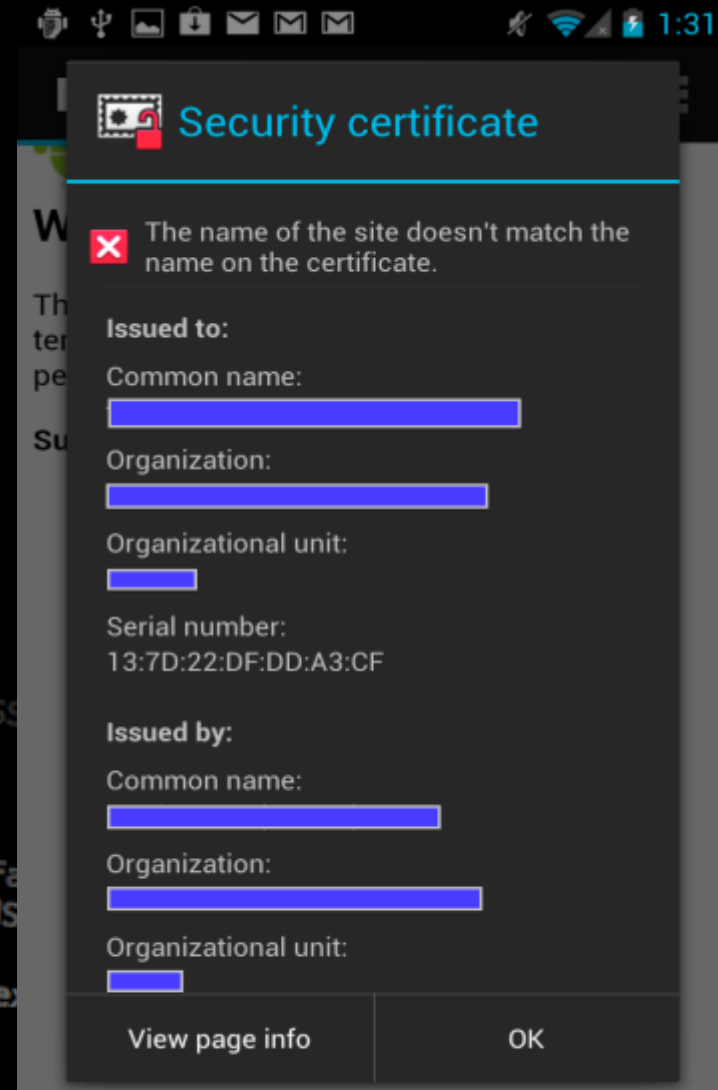 1:31
Security certificate
The name of the site doesn't match the
name on the certificate.
Issued to:
Common name:
Organization:
Organizational unit:
Serial number:
13:7D:22:DF:DD:A3:CF
Issued by:
Common name:
Organization:
Organizational unit:
View page info
OK